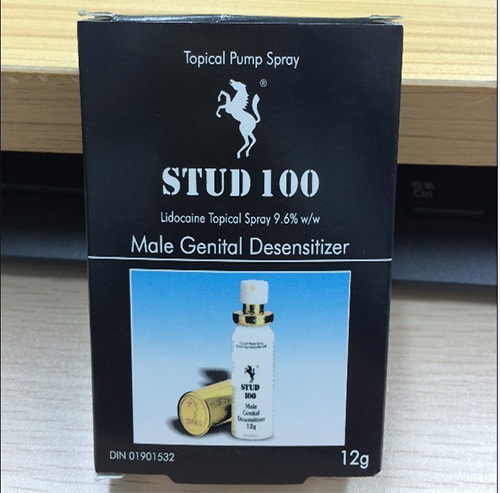 Topical Pump Spray
®
STUD 100
Lidocaine Topical Spray 9.6% w/w
Male Genital Desensitizer
STUD
100
Male
Genital
Desensitizer
12g
DIN 01901532
12g
Ctrl